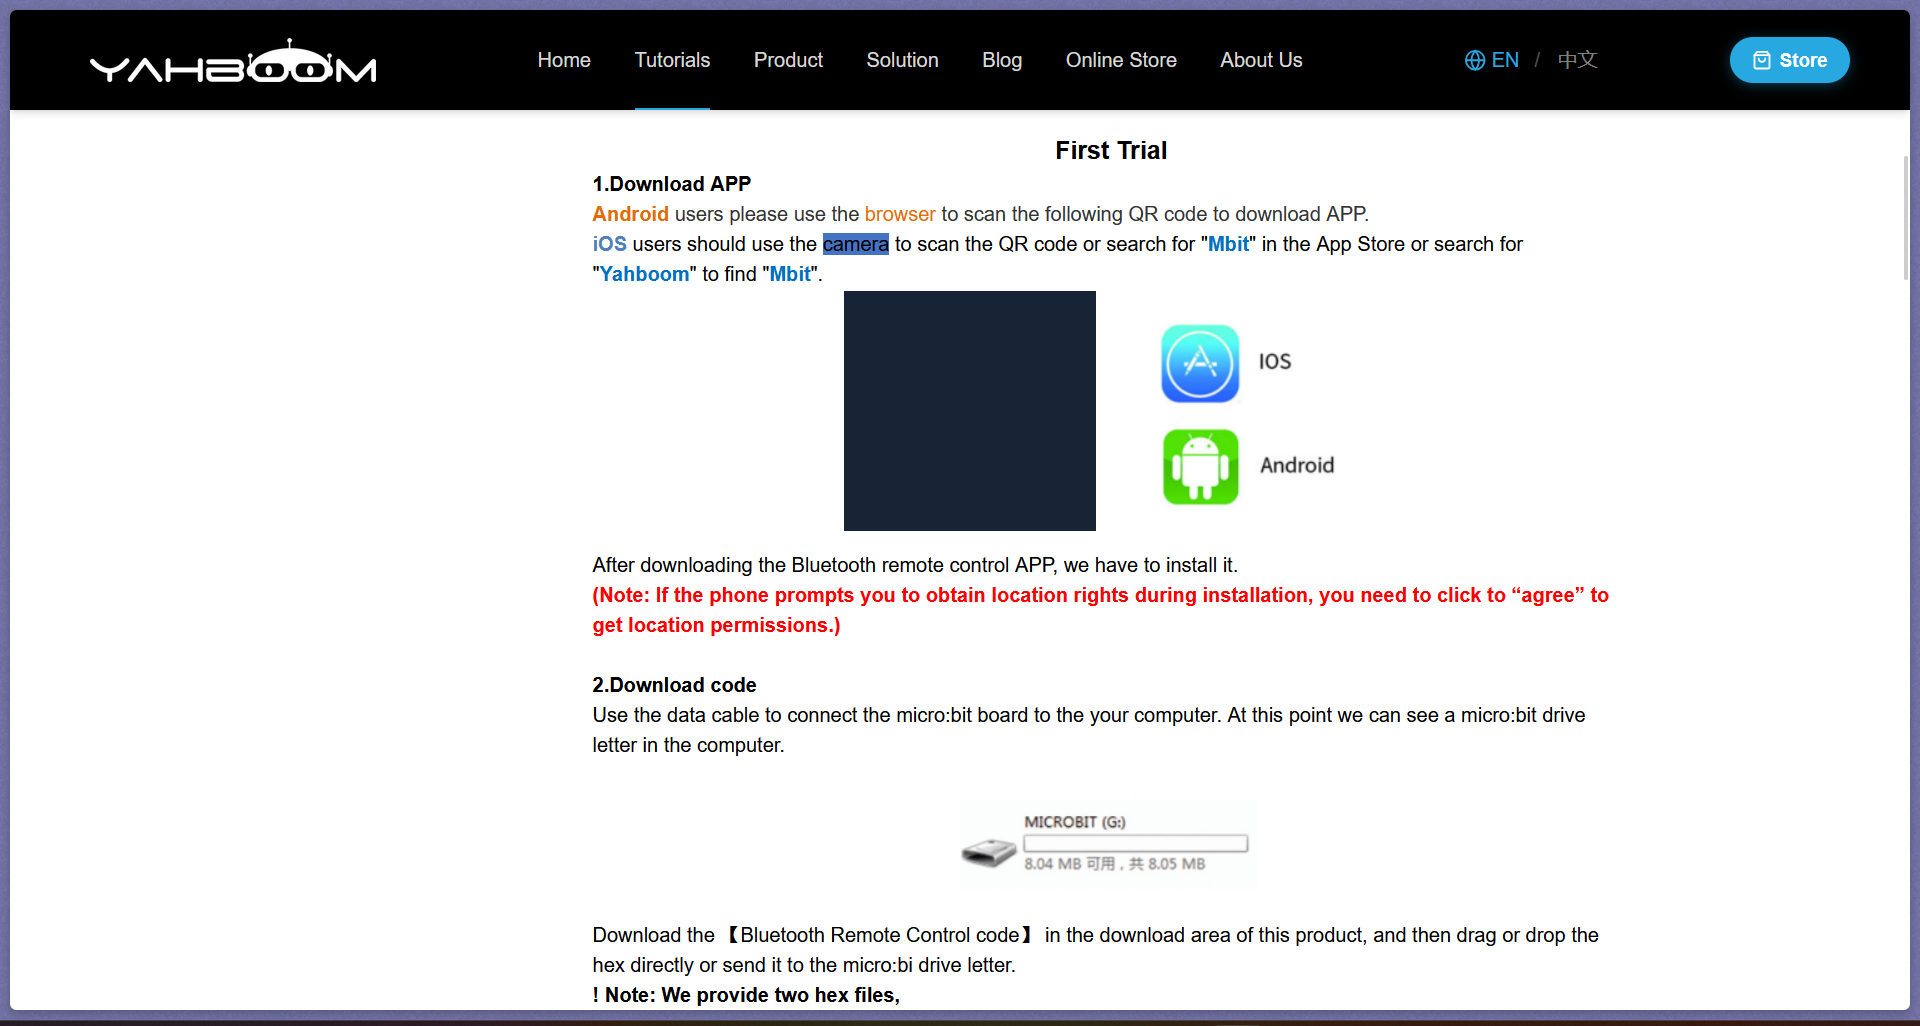 YAHBOOM
Home Tutorials Product Solution Blog Online Store About Us EN / 中文 Store
First Trial
1.Download APP
Android users please use the browser to scan the following QR code to download APP.
iOS users should use the camera to scan the QR code or search for "Mbit" in the App Store or search for
"Yahboom" to find "Mbit".
IOS
Android
After downloading the Bluetooth remote control APP, we have to install it.
(Note: If the phone prompts you to obtain location rights during installation, you need to click to “agree” to
get location permissions.)
2.Download code
Use the data cable to connect the micro:bit board to the your computer. At this point we can see a micro:bit drive
letter in the computer.
MICROBIT (G:)
8.04 MB 可用 , 共 8.05 MB
Download the 【Bluetooth Remote Control code】 in the download area of this product, and then drag or drop the
hex directly or send it to the micro:bi drive letter.
! Note: We provide two hex files,